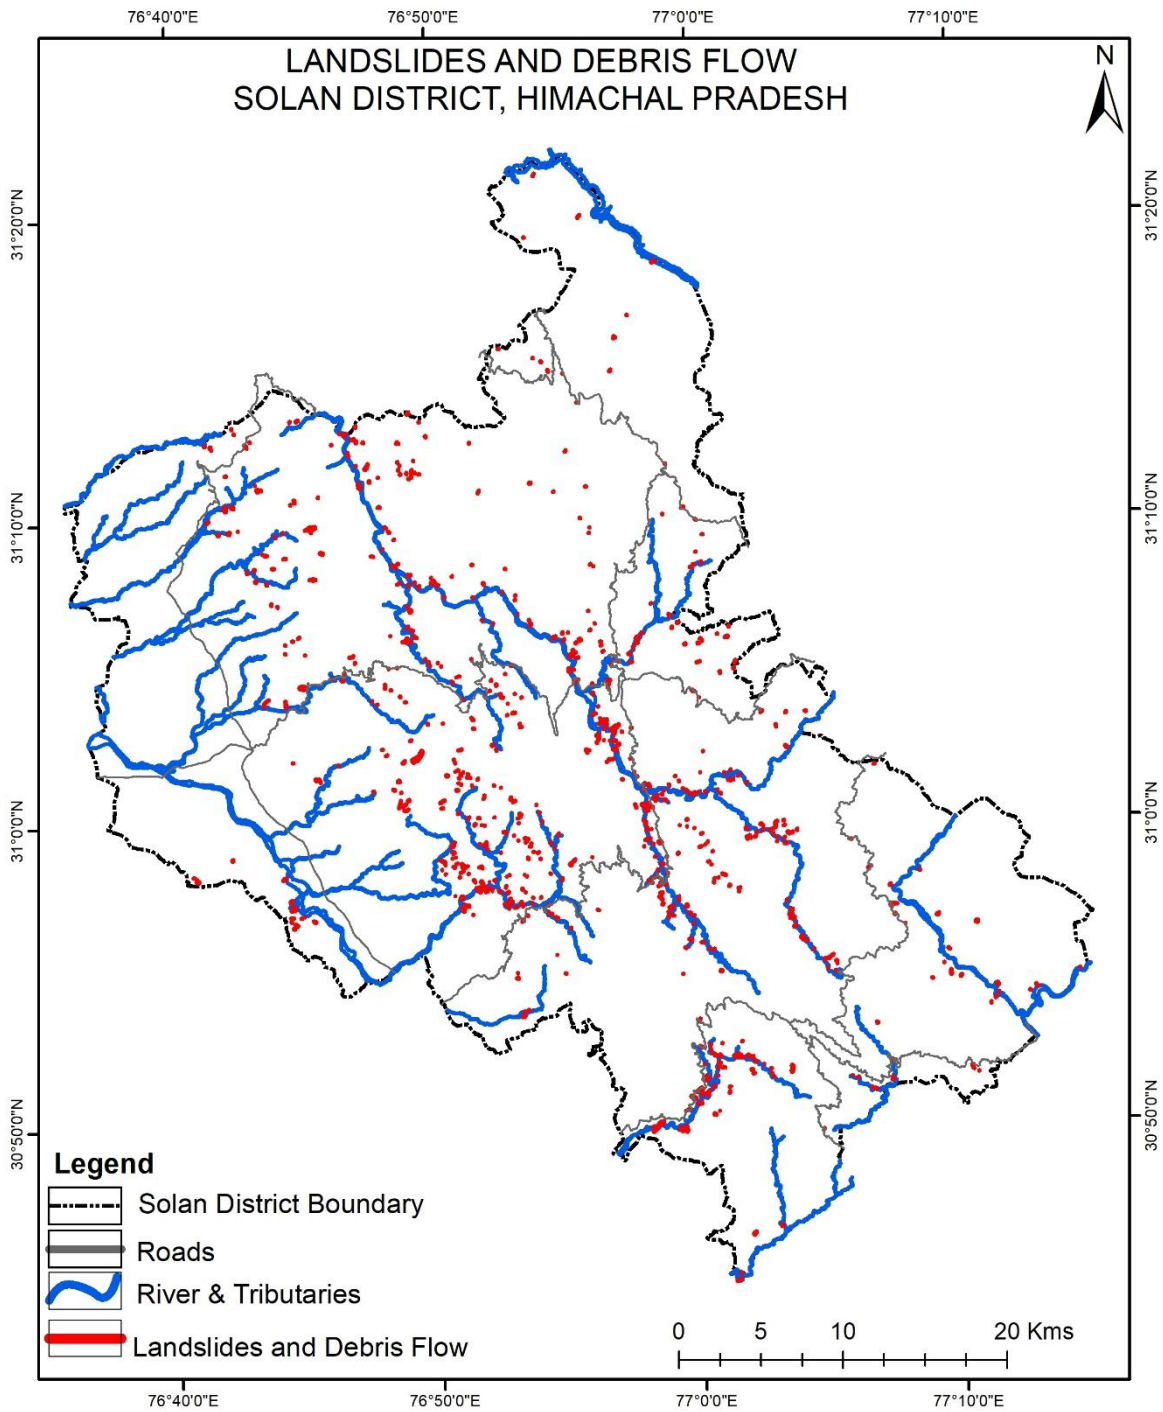 76°40'0"E 76°50'0"E 77°0'0"E 77°10'0"E
LANDSLIDES AND DEBRIS FLOW
SOLAN DISTRICT, HIMACHAL PRADESH
N
31°20'0"N
31°20'0"N
31°10'0"N
31°10'0"N
31°0'0"N
31°0'0"N
30°50'0"N
30°50'0"N
Legend
Solan District Boundary
Roads
River & Tributaries
Landslides and Debris Flow
0 5 10 20 Kms
76°40'0"E 76°50'0"E 77°0'0"E 77°10'0"E